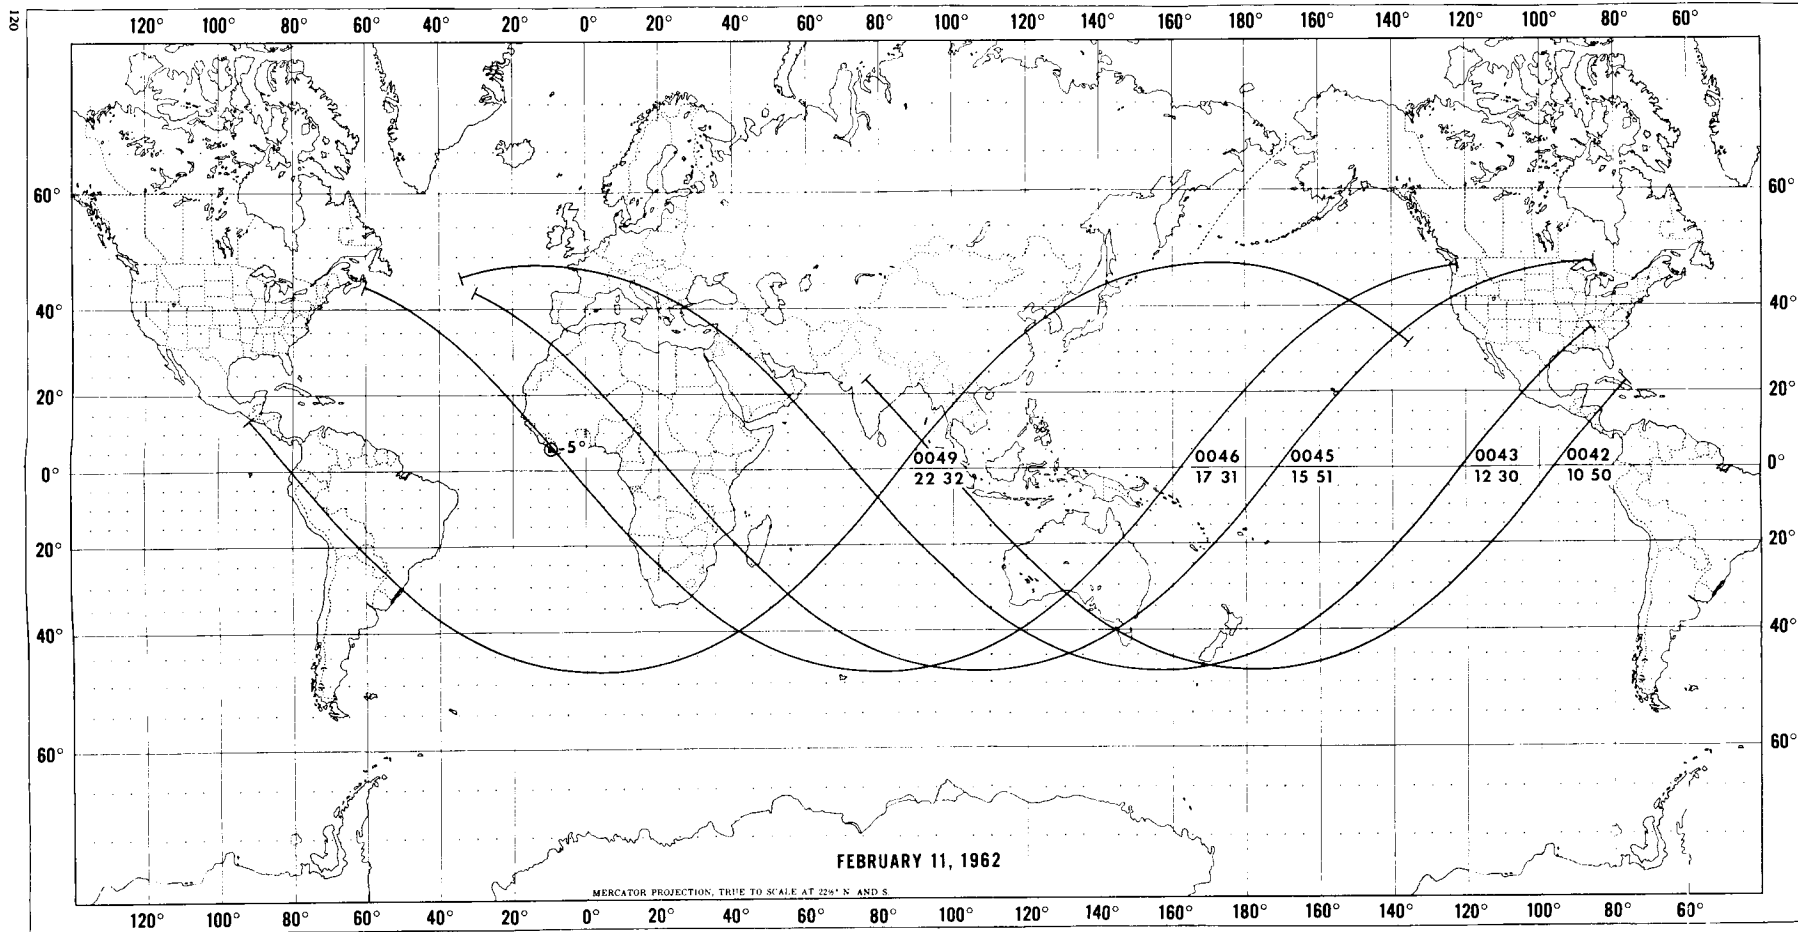 120
120° 100° 80° 60° 40° 20° 0° 20° 40° 60° 80° 100° 120° 140° 160° 180° 160° 140° 120° 100° 80° 60°
60° 60°
40° 40°
20° 20°
-5°
0049 0046 0045 0043 0042
0° 0°
22 32 17 31 15 51 12 30 10 50
20° 20°
40° 40°
60° 60°
FEBRUARY 11, 1962
MERCATOR PROJECTION, TRUE TO SCALE AT 22½° N AND S.
120° 100° 80° 60° 40° 20° 0° 20° 40° 60° 80° 100° 120° 140° 160° 180° 160° 140° 120° 100° 80° 60°